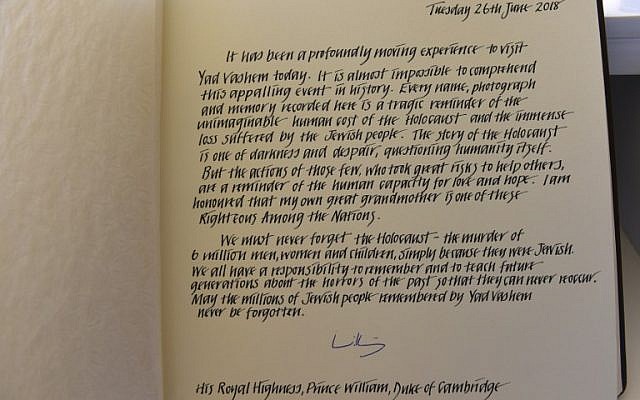 Tuesday 26th June 2018
It has been a profoundly moving experience to visit
Yad Vashem today. It is almost impossible to comprehend
this appalling event in history. Every name, photograph
and memory recorded here is a tragic reminder of the
unimaginable human cost of the Holocaust and the immense
loss suffered by the Jewish people. The story of the Holocaust
is one of darkness and despair, questioning humanity itself.
But the actions of those few, who took great risks to help others,
are a reminder of the human capacity for love and hope. I am
honoured that my own great grandmother is one of these
Righteous Among the Nations.
We must never forget the Holocaust - the murder of
6 million men, women and children, simply because they were Jewish.
We all have a responsibility to remember and to teach future
generations about the horrors of the past so that they can never reoccur.
May the millions of Jewish people remembered by Yad Vashem
never be forgotten.
His Royal Highness, Prince William, Duke of Cambridge